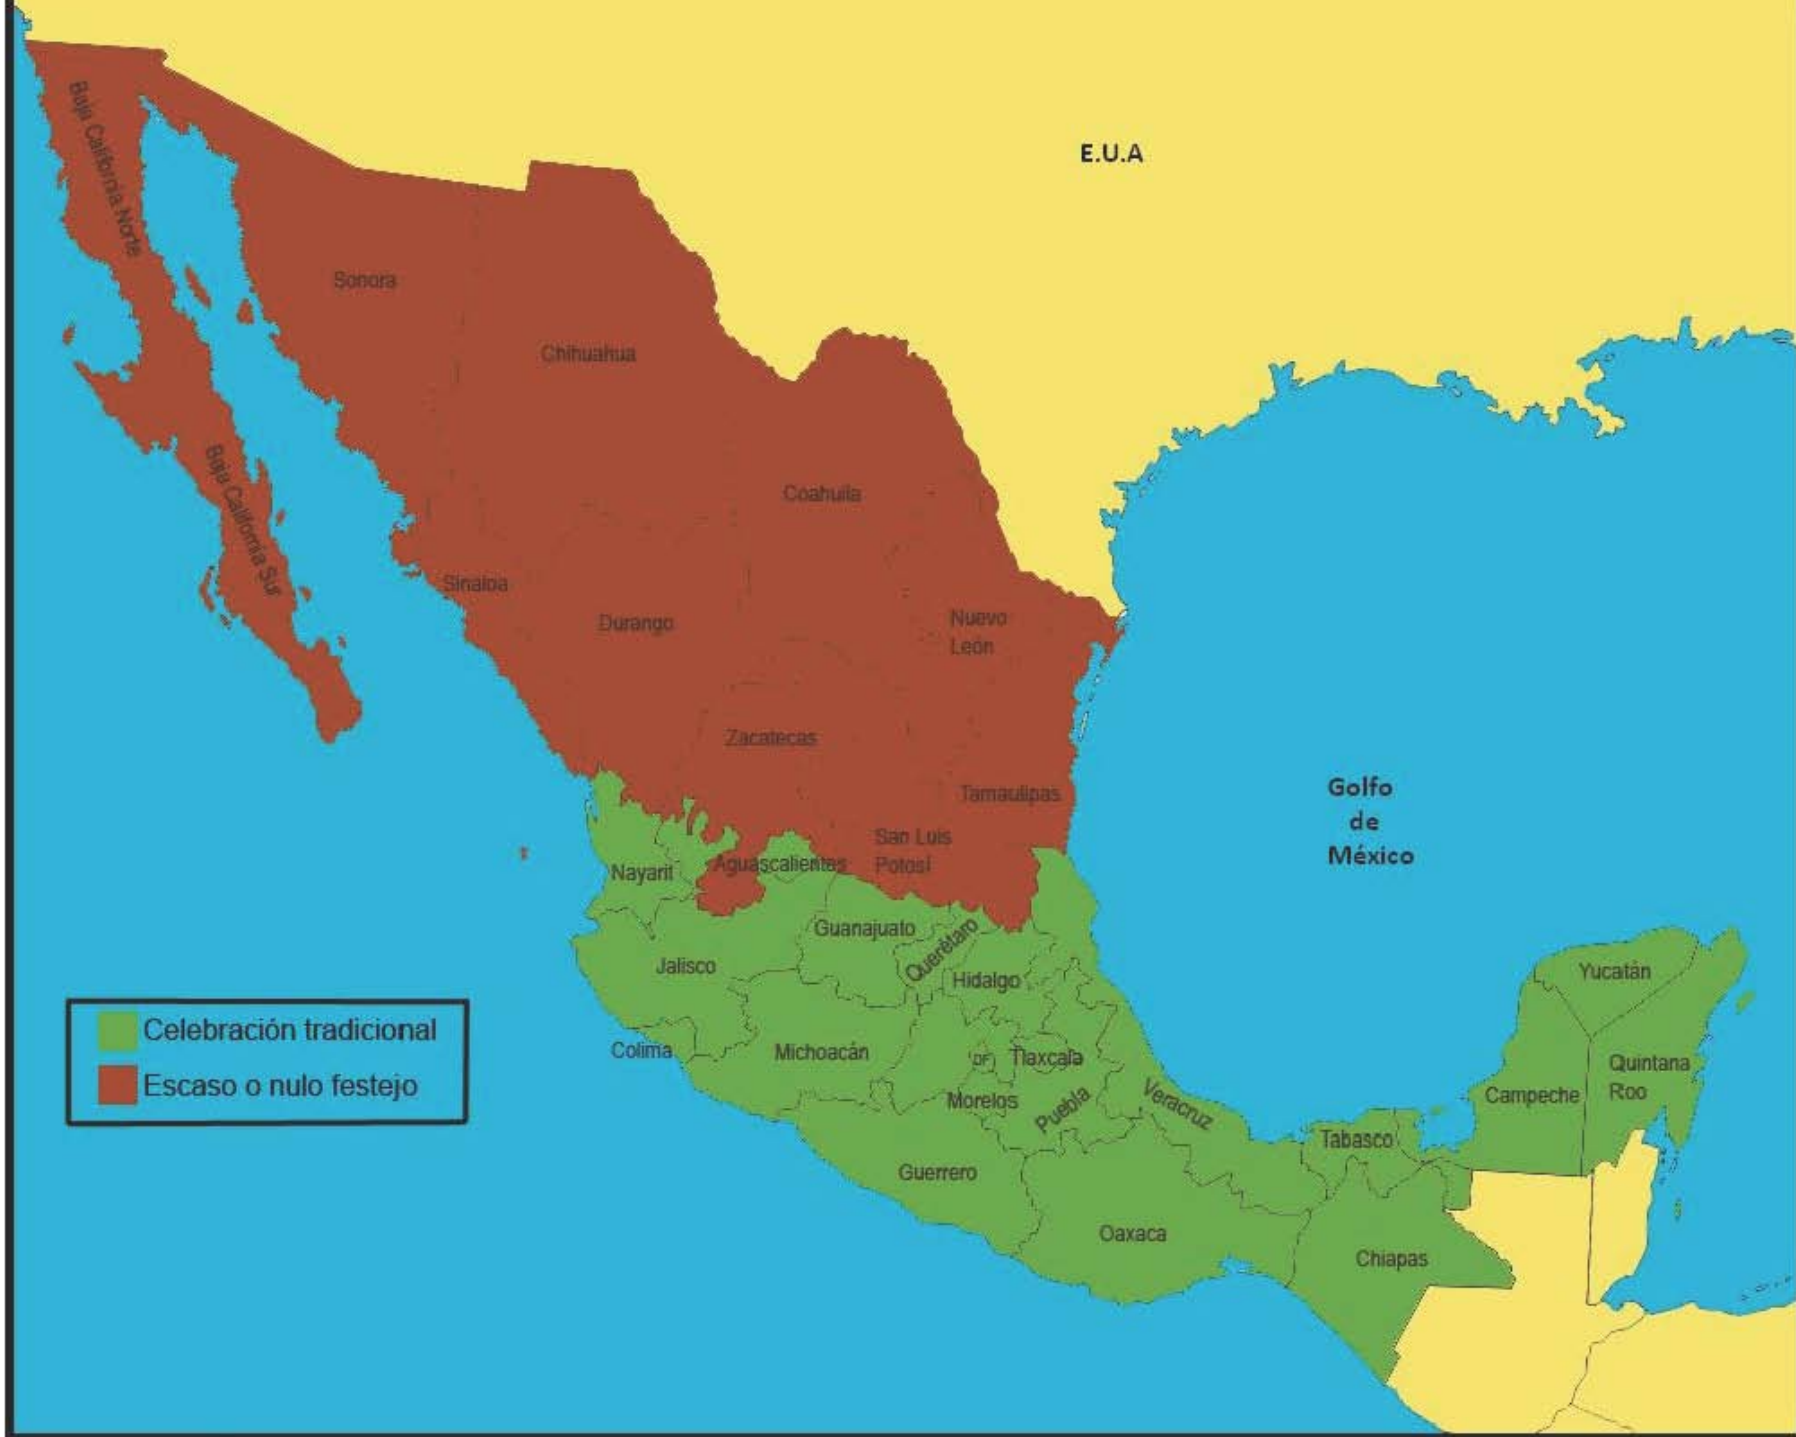 Baja California Norte
E.U.A
Sonora
Chihuahua
Baja California Sur
Coahuila
Sinaloa
Durango
Nuevo
León
Zacatecas
Tamaulipas
Golfo
de
México
San Luis
Potosí
Aguascalientes
Nayarit
Guanajuato
Querétaro
Jalisco
Hidalgo
Yucatán
Celebración tradicional
Escaso o nulo festejo
Colima
Michoacán
DF
Tlaxcala
Morelos
Puebla
Veracruz
Tabasco
Campeche
Quintana
Roo
Guerrero
Oaxaca
Chiapas